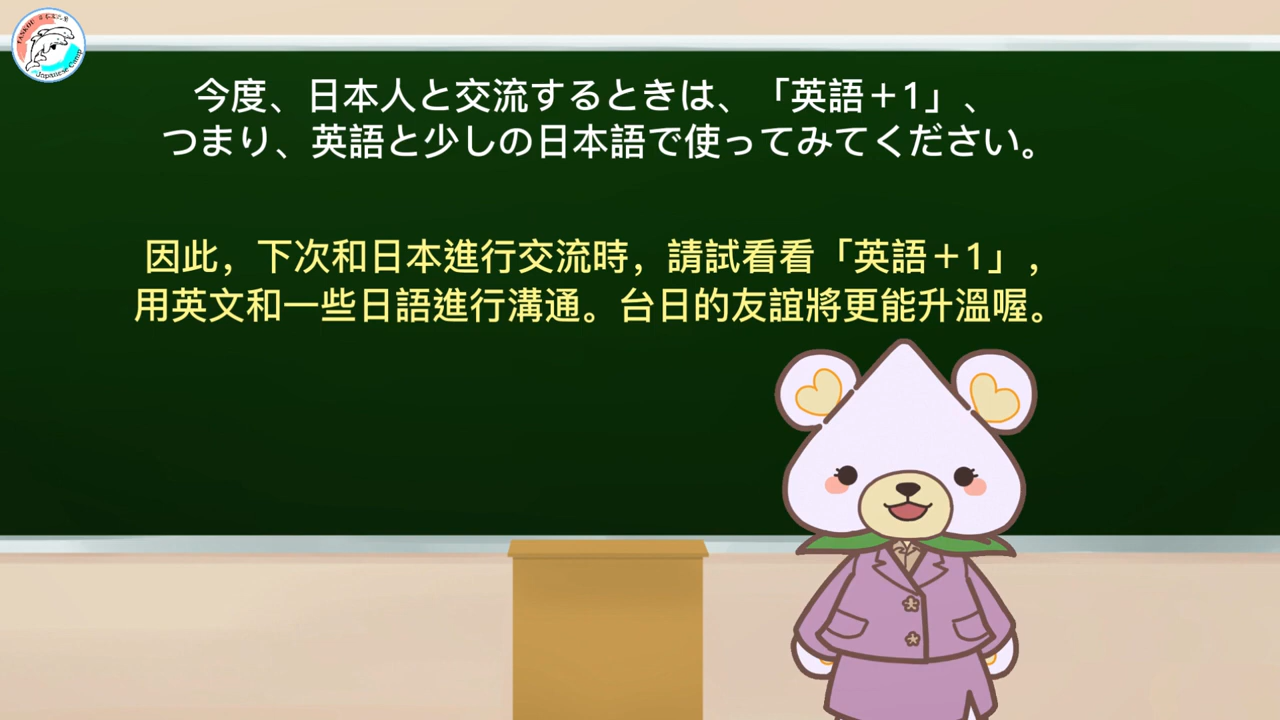 今度、日本人と交流するときは、「英語＋1」、
つまり、英語と少しの日本語で使ってみてください。
因此，下次和日本進行交流時，請試看看「英語＋1」，
用英文和一些日語進行溝通。台日的友誼將更能升溫喔。
Japanese Camp